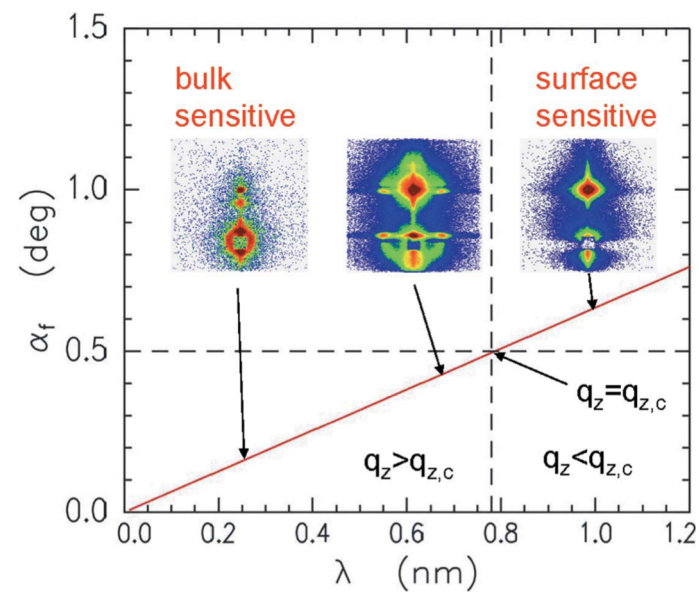 1.5
bulk
sensitive
surface
sensitive
1.0
α_f (deg)
0.5
q_z=q_z,c
q_z>q_z,c
q_z<q_z,c
0.0
0.0 0.2 0.4 0.6 0.8 1.0 1.2
λ (nm)